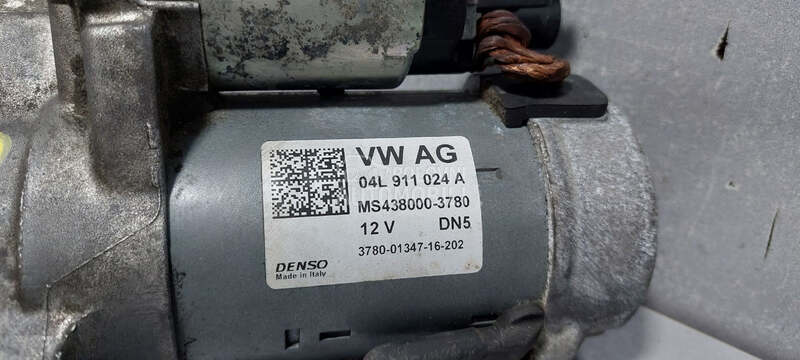 VW AG
04L 911 024 A
MS438000-3780
12 V DN5
3780-01347-16-202
DENSO
Made in Italy